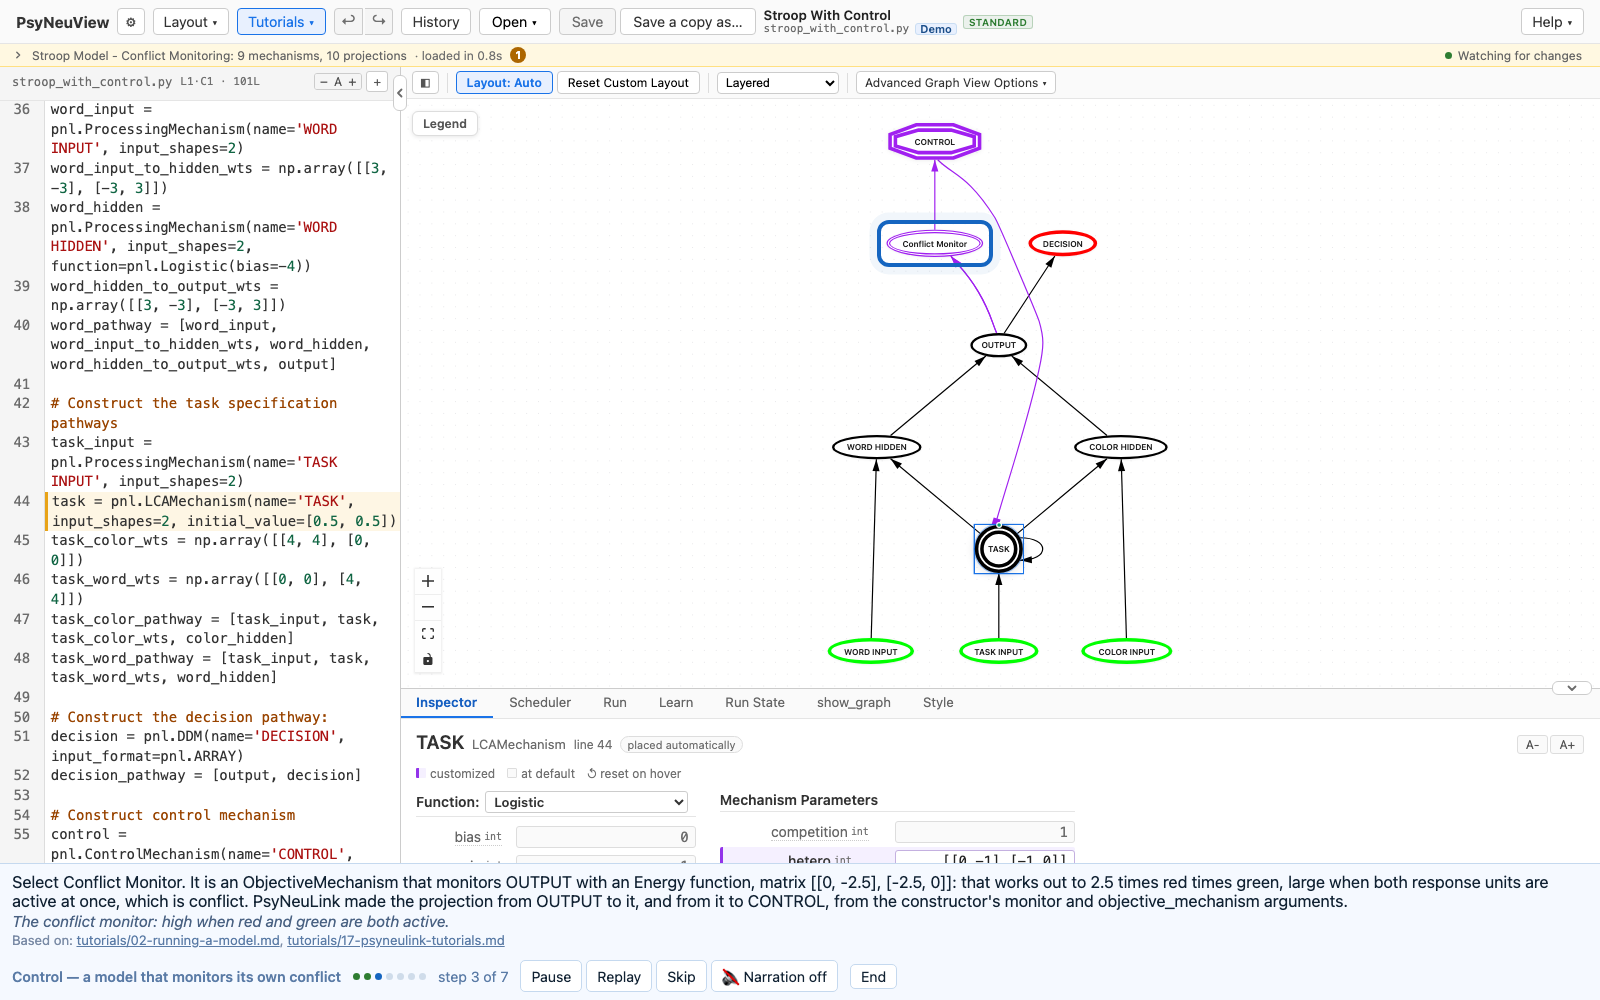 PsyNeuView ⚙ Layout ▾ Tutorials ▾ ↩ ↪ History Open ▾ Save Save a copy as... Stroop With Control Help ▾
stroop_with_control.py Demo STANDARD
Stroop Model - Conflict Monitoring: 9 mechanisms, 10 projections · loaded in 0.8s 1 Watching for changes
stroop_with_control.py L1:C1 · 101L − A + +
Layout: Auto Reset Custom Layout Layered Advanced Graph View Options ▾
36 word_input =
pnl.ProcessingMechanism(name='WORD
INPUT', input_shapes=2)
37 word_input_to_hidden_wts = np.array([[3,
-3], [-3, 3]])
38 word_hidden =
pnl.ProcessingMechanism(name='WORD
HIDDEN', input_shapes=2,
function=pnl.Logistic(bias=-4))
39 word_hidden_to_output_wts =
np.array([[3, -3], [-3, 3]])
40 word_pathway = [word_input,
word_input_to_hidden_wts, word_hidden,
word_hidden_to_output_wts, output]
41
42 # Construct the task specification
pathways
43 task_input =
pnl.ProcessingMechanism(name='TASK
INPUT', input_shapes=2)
44 task = pnl.LCAMechanism(name='TASK',
input_shapes=2, initial_value=[0.5, 0.5])
45 task_color_wts = np.array([[4, 4], [0,
0]])
46 task_word_wts = np.array([[0, 0], [4,
4]])
47 task_color_pathway = [task_input, task,
task_color_wts, color_hidden]
48 task_word_pathway = [task_input, task,
task_word_wts, word_hidden]
49
50 # Construct the decision pathway:
51 decision = pnl.DDM(name='DECISION',
input_format=pnl.ARRAY)
52 decision_pathway = [output, decision]
53
54 # Construct control mechanism
55 control =
pnl.ControlMechanism(name='CONTROL',
Legend
CONTROL
Conflict Monitor
DECISION
OUTPUT
WORD HIDDEN
COLOR HIDDEN
TASK
WORD INPUT
TASK INPUT
COLOR INPUT
Inspector Scheduler Run Learn Run State show_graph Style
TASK LCAMechanism line 44 placed automatically A- A+
customized at default ↺ reset on hover
Function: Logistic
bias int 0
Mechanism Parameters
competition int 1
hetero int [[0, -1], [-1, 0]]
Select Conflict Monitor. It is an ObjectiveMechanism that monitors OUTPUT with an Energy function, matrix [[0, -2.5], [-2.5, 0]]: that works out to 2.5 times red times green, large when both response units are
active at once, which is conflict. PsyNeuLink made the projection from OUTPUT to it, and from it to CONTROL, from the constructor's monitor and objective_mechanism arguments.
The conflict monitor: high when red and green are both active.
Based on: tutorials/02-running-a-model.md, tutorials/17-psyneulink-tutorials.md
Control — a model that monitors its own conflict step 3 of 7 Pause Replay Skip Narration off End